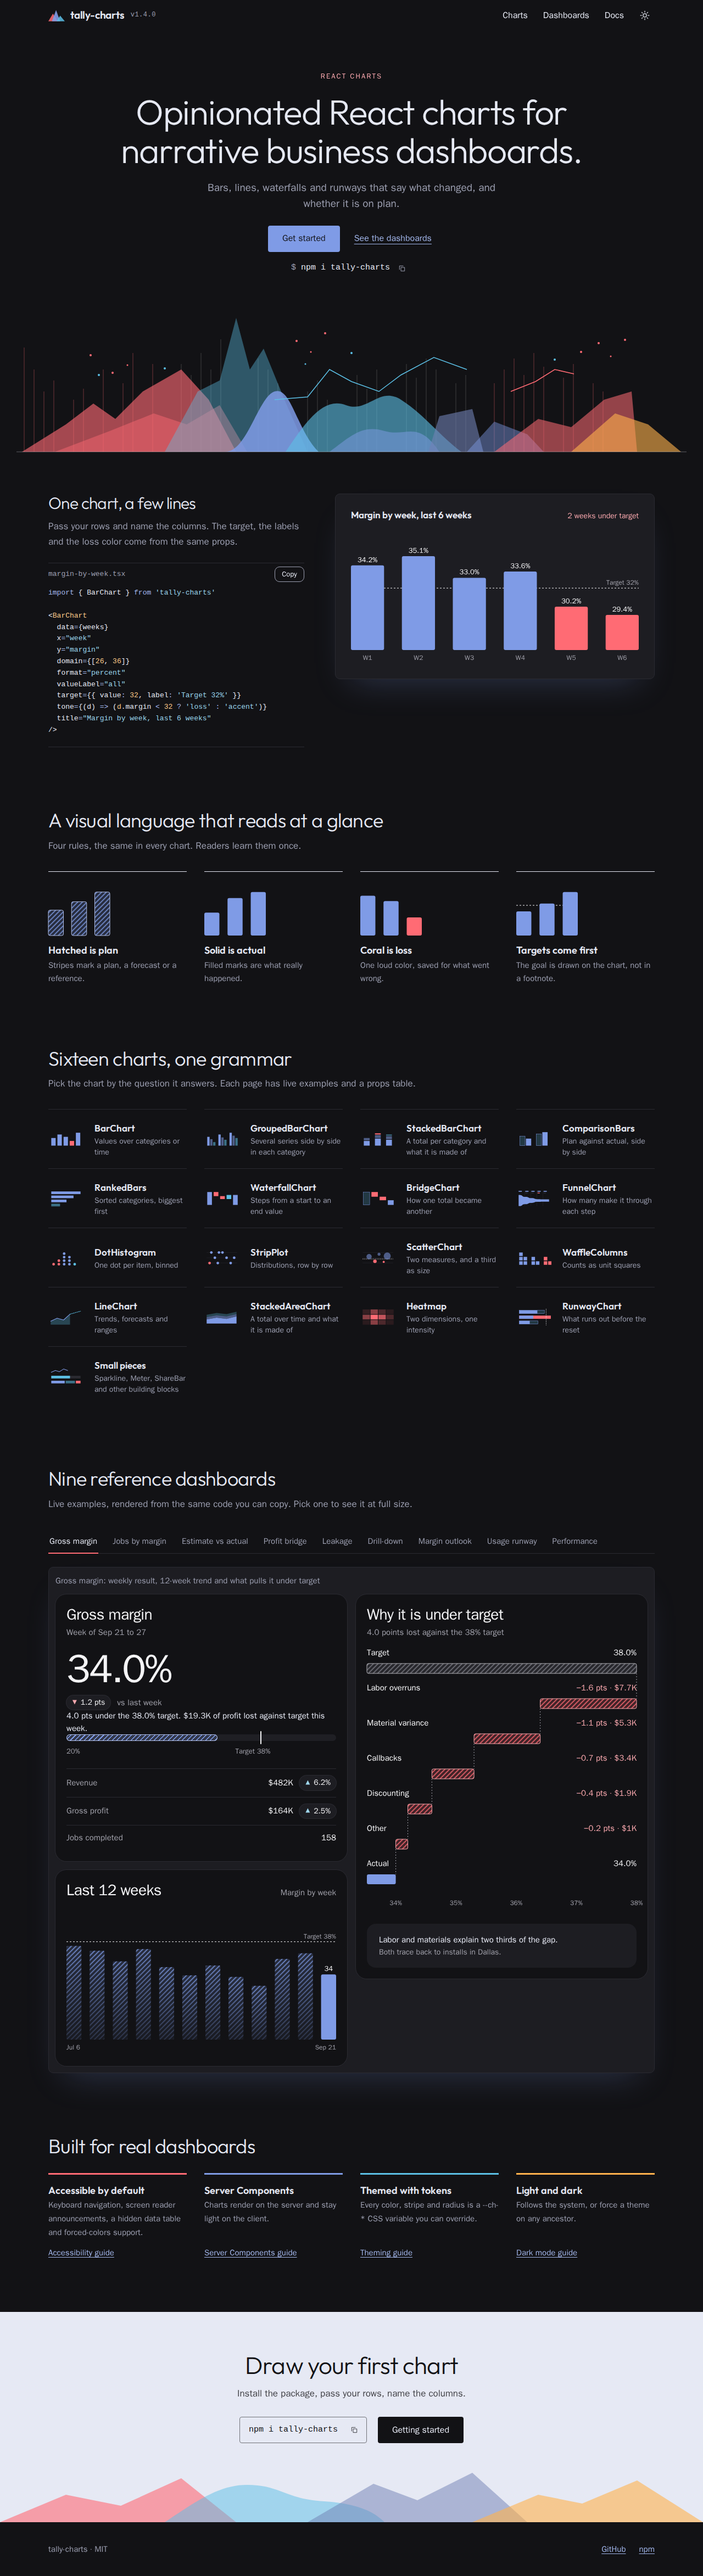 tally-charts v1.4.0
Charts Dashboards Docs
REACT CHARTS
Opinionated React charts for
narrative business dashboards.
Bars, lines, waterfalls and runways that say what changed, and
whether it is on plan.
Get started See the dashboards
$ npm i tally-charts
One chart, a few lines
Pass your rows and name the columns. The target, the labels
and the loss color come from the same props.
margin-by-week.tsx Copy
import { BarChart } from 'tally-charts'
<BarChart
data={weeks}
x="week"
y="margin"
domain={[26, 36]}
format="percent"
valueLabel="all"
target={{ value: 32, label: 'Target 32%' }}
tone={(d) => (d.margin < 32 ? 'loss' : 'accent')}
title="Margin by week, last 6 weeks"
/>
Margin by week, last 6 weeks 2 weeks under target
34.2% 35.1% 33.0% 33.6% 30.2% 29.4%
Target 32%
W1 W2 W3 W4 W5 W6
A visual language that reads at a glance
Four rules, the same in every chart. Readers learn them once.
Hatched is plan
Stripes mark a plan, a forecast or a
reference.
Solid is actual
Filled marks are what really
happened.
Coral is loss
One loud color, saved for what went
wrong.
Targets come first
The goal is drawn on the chart, not in
a footnote.
Sixteen charts, one grammar
Pick the chart by the question it answers. Each page has live examples and a props table.
BarChart
Values over categories or
time
GroupedBarChart
Several series side by side
in each category
StackedBarChart
A total per category and
what it is made of
ComparisonBars
Plan against actual, side
by side
RankedBars
Sorted categories, biggest
first
WaterfallChart
Steps from a start to an
end value
BridgeChart
How one total became
another
FunnelChart
How many make it through
each step
DotHistogram
One dot per item, binned
StripPlot
Distributions, row by row
ScatterChart
Two measures, and a third
as size
WaffleColumns
Counts as unit squares
LineChart
Trends, forecasts and
ranges
StackedAreaChart
A total over time and what
it is made of
Heatmap
Two dimensions, one
intensity
RunwayChart
What runs out before the
reset
Small pieces
Sparkline, Meter, ShareBar
and other building blocks
Nine reference dashboards
Live examples, rendered from the same code you can copy. Pick one to see it at full size.
Gross margin Jobs by margin Estimate vs actual Profit bridge Leakage Drill-down Margin outlook Usage runway Performance
Gross margin: weekly result, 12-week trend and what pulls it under target
Gross margin
Week of Sep 21 to 27
34.0%
▼ 1.2 pts vs last week
4.0 pts under the 38.0% target. $19.3K of profit lost against target this
week.
20% Target 38%
Revenue $482K ▲ 6.2%
Gross profit $164K ▲ 2.5%
Jobs completed 158
Last 12 weeks Margin by week
Target 38%
34
Jul 6 Sep 21
Why it is under target
4.0 points lost against the 38% target
Target 38.0%
Labor overruns −1.6 pts · $7.7K
Material variance −1.1 pts · $5.3K
Callbacks −0.7 pts · $3.4K
Discounting −0.4 pts · $1.9K
Other −0.2 pts · $1K
Actual 34.0%
34% 35% 36% 37% 38%
Labor and materials explain two thirds of the gap.
Both trace back to installs in Dallas.
Built for real dashboards
Accessible by default
Keyboard navigation, screen reader
announcements, a hidden data table
and forced-colors support.
Accessibility guide
Server Components
Charts render on the server and stay
light on the client.
Server Components guide
Themed with tokens
Every color, stripe and radius is a --ch-
* CSS variable you can override.
Theming guide
Light and dark
Follows the system, or force a theme
on any ancestor.
Dark mode guide
Draw your first chart
Install the package, pass your rows, name the columns.
npm i tally-charts Getting started
tally-charts · MIT
GitHub npm